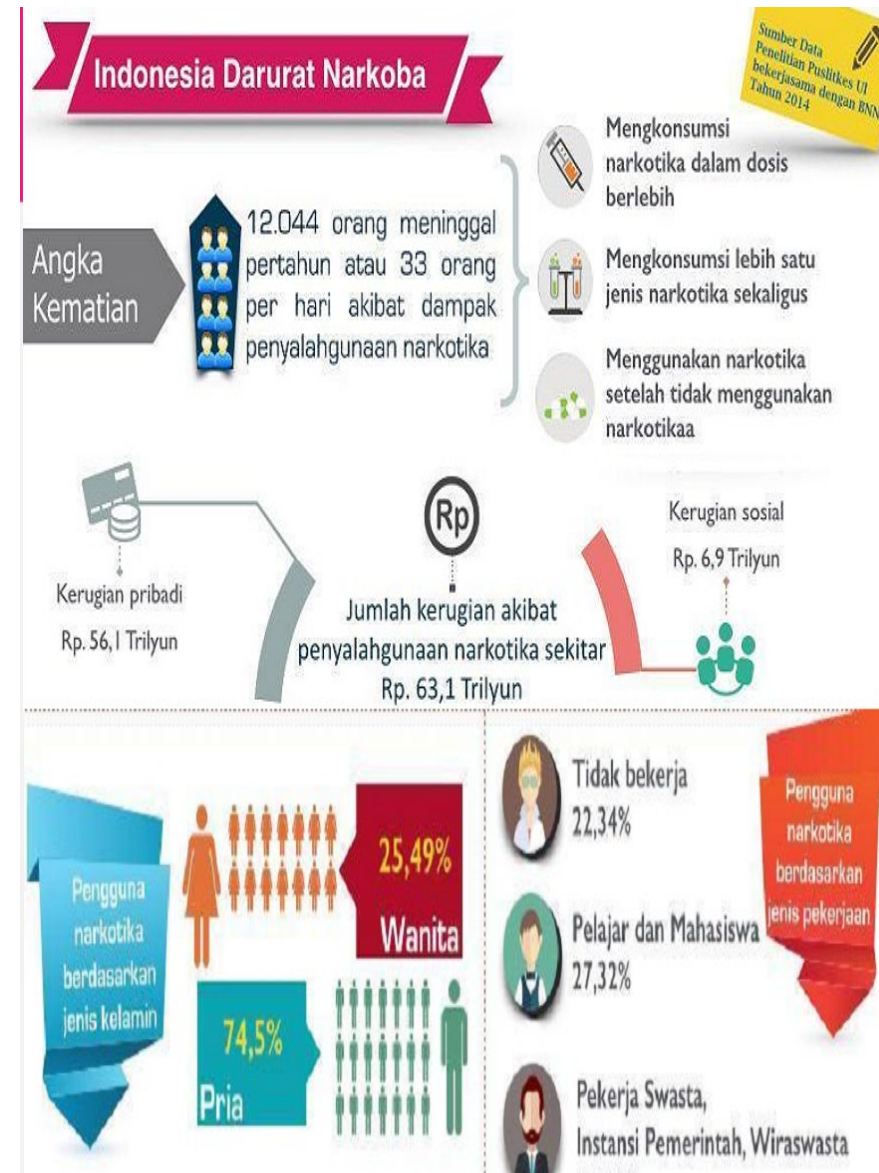 Indonesia Darurat Narkoba
Sumber Data
Penelitian Puslitkes UI
bekerjasama dengan BNN
Tahun 2014
Angka
Kematian
12.044 orang meninggal
pertahun atau 33 orang
per hari akibat dampak
penyalahgunaan narkotika
Mengkonsumsi
narkotika dalam dosis
berlebih
Mengkonsumsi lebih satu
jenis narkotika sekaligus
Menggunakan narkotika
setelah tidak menggunakan
narkotikaa
Kerugian pribadi
Rp. 56,1 Trilyun
Rp
Jumlah kerugian akibat
penyalahgunaan narkotika sekitar
Rp. 63,1 Trilyun
Kerugian sosial
Rp. 6,9 Trilyun
Pengguna
narkotika
berdasarkan
jenis kelamin
25,49%
Wanita
74,5%
Pria
Tidak bekerja
22,34%
Pelajar dan Mahasiswa
27,32%
Pekerja Swasta,
Instansi Pemerintah, Wiraswasta
Pengguna
narkotika
berdasarkan
jenis pekerjaan